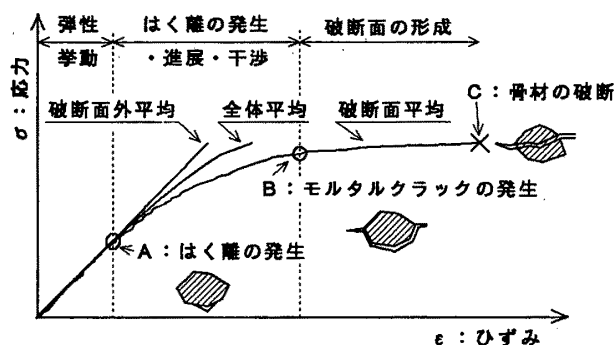 弾性
挙動
はく離の発生
・進展・干渉
破断面の形成
σ：応力
破断面外平均
全体平均
破断面平均
C：骨材の破断
B：モルタルクラックの発生
A：はく離の発生
ε：ひずみ